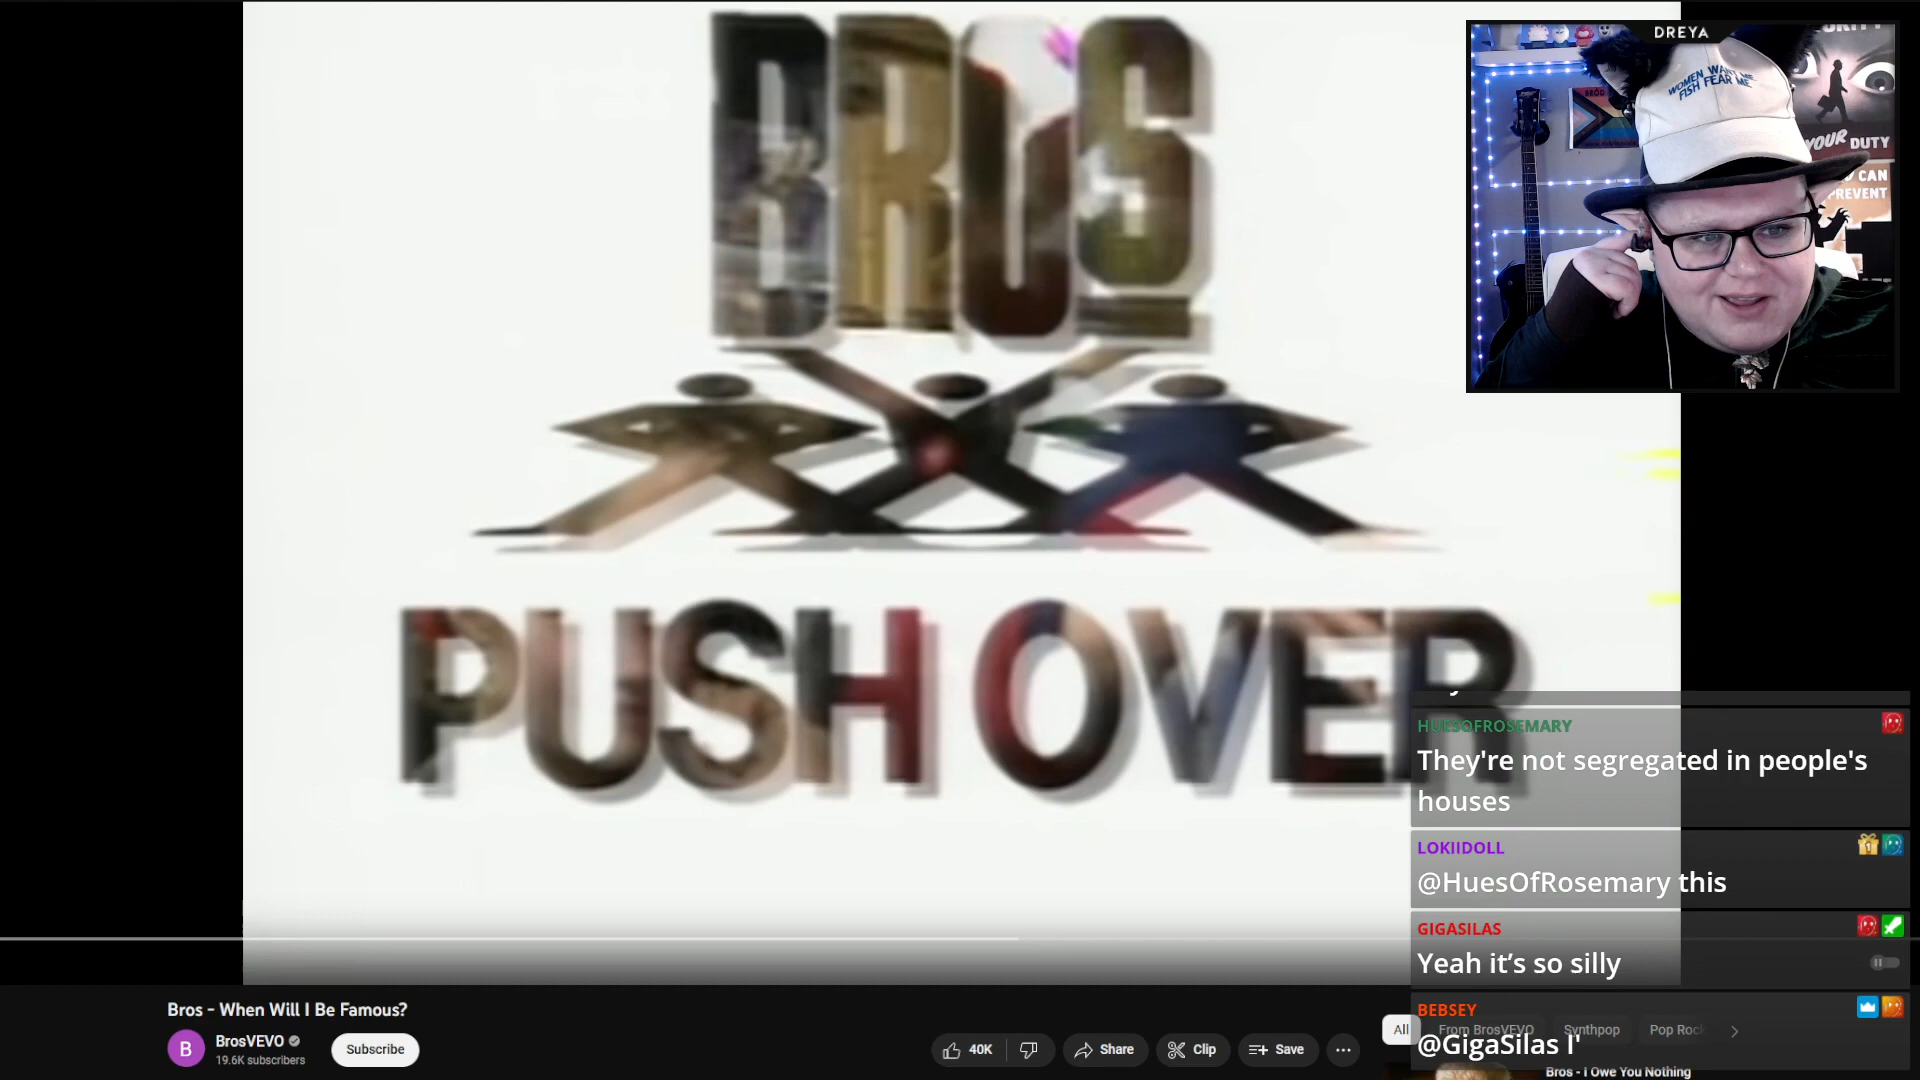 BROS
PUSH OVER
DREYA
WOMEN WANT ME
FISH FEAR ME
YOUR DUTY
CAN
PREVENT
HUESOFROSEMARY
They're not segregated in people's
houses
LOKIIDOLL
@HuesOfRosemary this
GIGASILAS
Yeah it’s so silly
BEBSEY
@GigaSilas I'
Bros - When Will I Be Famous?
B
BrosVEVO
19.6K subscribers
Subscribe
40K
Share
Clip
Save
All
From BrosVEVO
Synthpop
Pop Rock
Bros - I Owe You Nothing